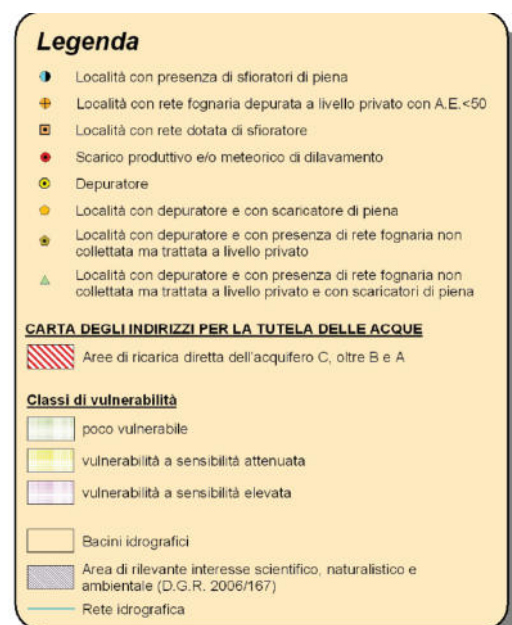 Legenda
Località con presenza di sfioratori di piena
Località con rete fognaria depurata a livello privato con A.E.<50
Località con rete dotata di sfioratore
Scarico produttivo e/o meteorico di dilavamento
Depuratore
Località con depuratore e con scaricatore di piena
Località con depuratore e con presenza di rete fognaria non
collettata ma trattata a livello privato
Località con depuratore e con presenza di rete fognaria non
collettata ma trattata a livello privato e con scaricatori di piena
CARTA DEGLI INDIRIZZI PER LA TUTELA DELLE ACQUE
Aree di ricarica diretta dell'acquifero C, oltre B e A
Classi di vulnerabilità
poco vulnerabile
vulnerabilità a sensibilità attenuata
vulnerabilità a sensibilità elevata
Bacini idrografici
Area di rilevante interesse scientifico, naturalistico e
ambientale (D.G.R. 2006/167)
Rete idrografica